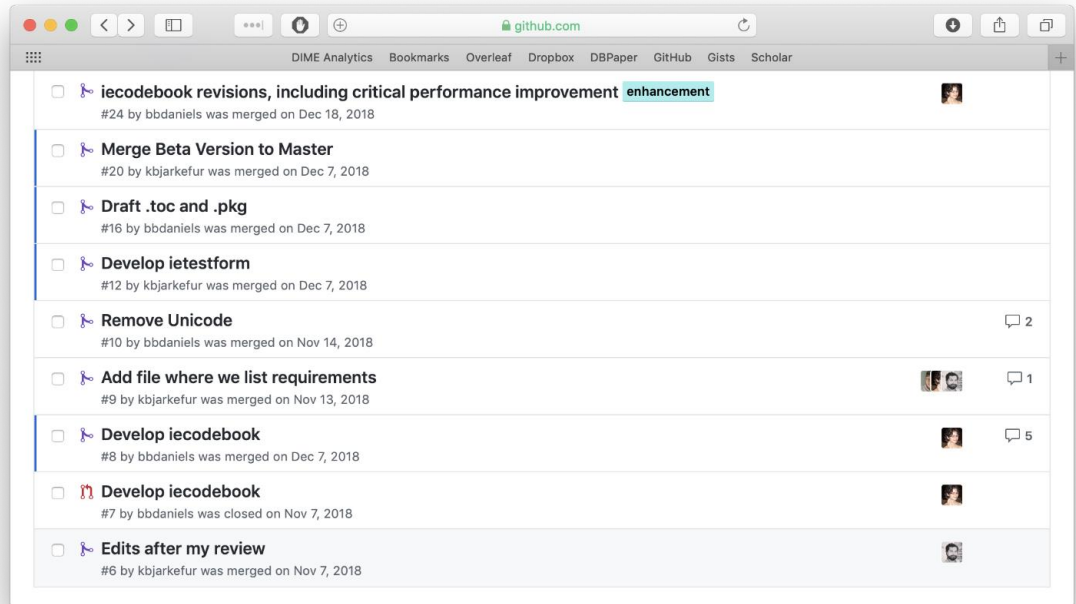 github.com
DIME Analytics Bookmarks Overleaf Dropbox DBPaper GitHub Gists Scholar
iecodebook revisions, including critical performance improvement enhancement
#24 by bbdaniels was merged on Dec 18, 2018
Merge Beta Version to Master
#20 by kbjarkefur was merged on Dec 7, 2018
Draft .toc and .pkg
#16 by bbdaniels was merged on Dec 7, 2018
Develop ietestform
#12 by kbjarkefur was merged on Dec 7, 2018
Remove Unicode
2
#10 by bbdaniels was merged on Nov 14, 2018
Add file where we list requirements
1
#9 by kbjarkefur was merged on Nov 13, 2018
Develop iecodebook
5
#8 by bbdaniels was merged on Dec 7, 2018
Develop iecodebook
#7 by bbdaniels was closed on Nov 7, 2018
Edits after my review
#6 by kbjarkefur was merged on Nov 7, 2018